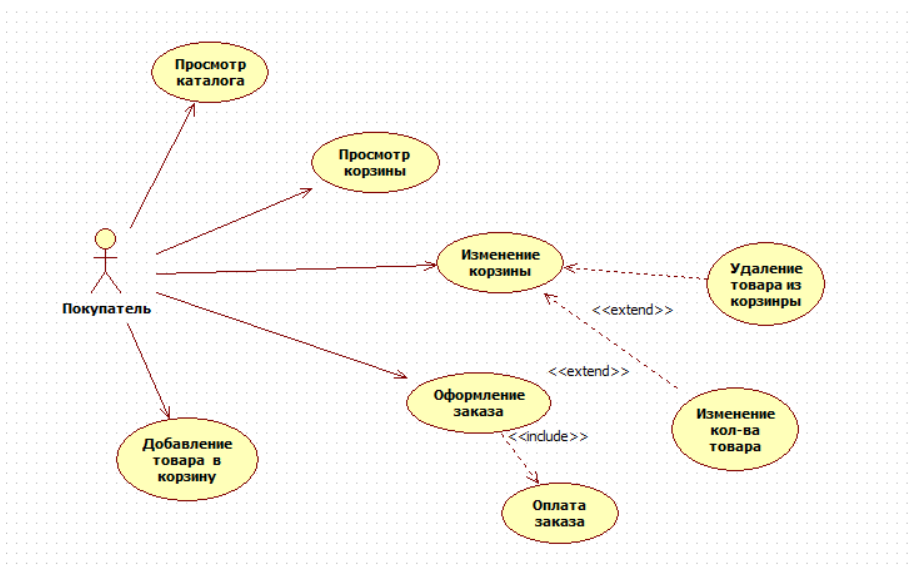 Просмотр
каталога
Просмотр
корзины
Изменение
корзины
Удаление
товара из
корзинры
<<extend>>
Покупатель
<<extend>>
Оформление
заказа
Изменение
кол-ва
товара
<<include>>
Добавление
товара в
корзину
Оплата
заказа